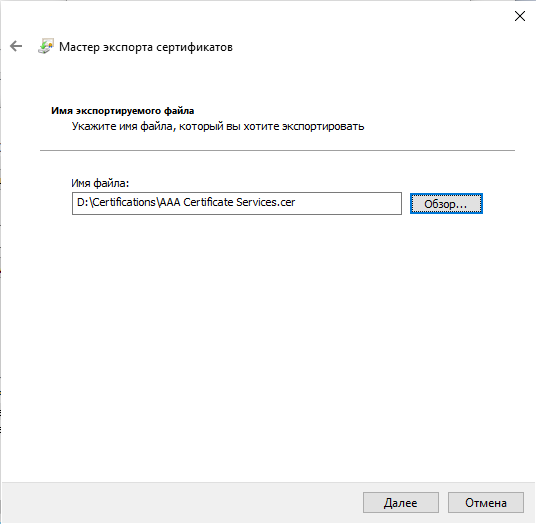 Мастер экспорта сертификатов
Имя экспортируемого файла
Укажите имя файла, который вы хотите экспортировать
Имя файла:
D:\Certifications\AAA Certificate Services.cer
Обзор...
Далее
Отмена